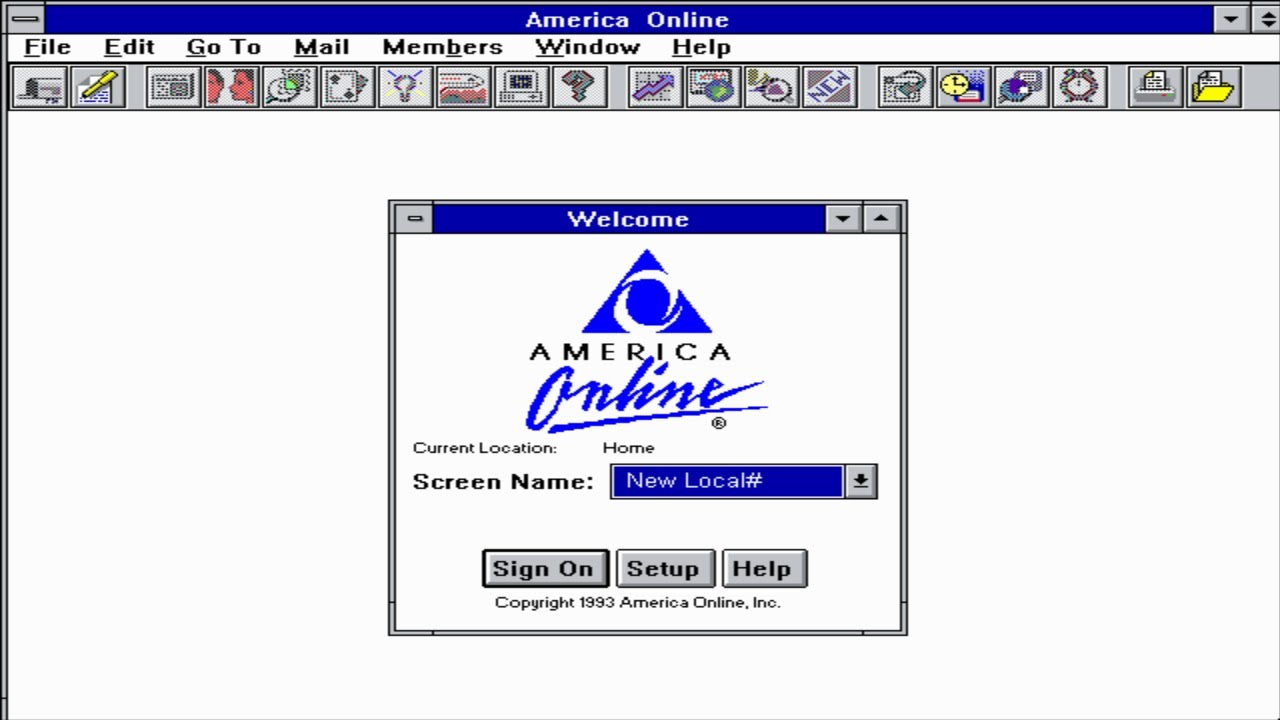 America Online
File Edit Go To Mail Members Window Help
NEW
Welcome
AMERICA
Online
®
Current Location: Home
Screen Name: New Local#
Sign On Setup Help
Copyright 1993 America Online, Inc.